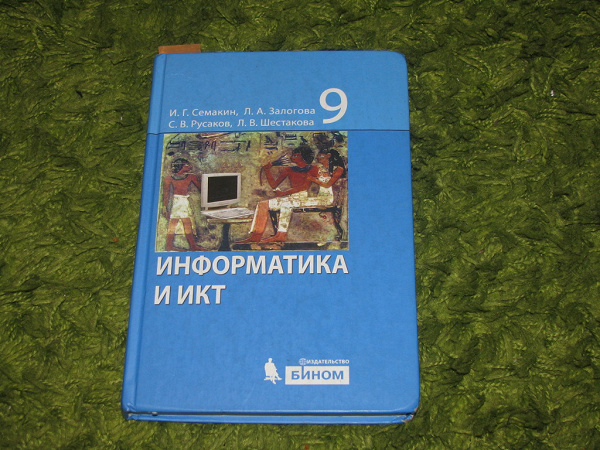 И. Г. Семакин, Л. А. Залогова
С. В. Русаков, Л. В. Шестакова
9
ИНФОРМАТИКА
И ИКТ
ИЗДАТЕЛЬСТВО
БИНОМ